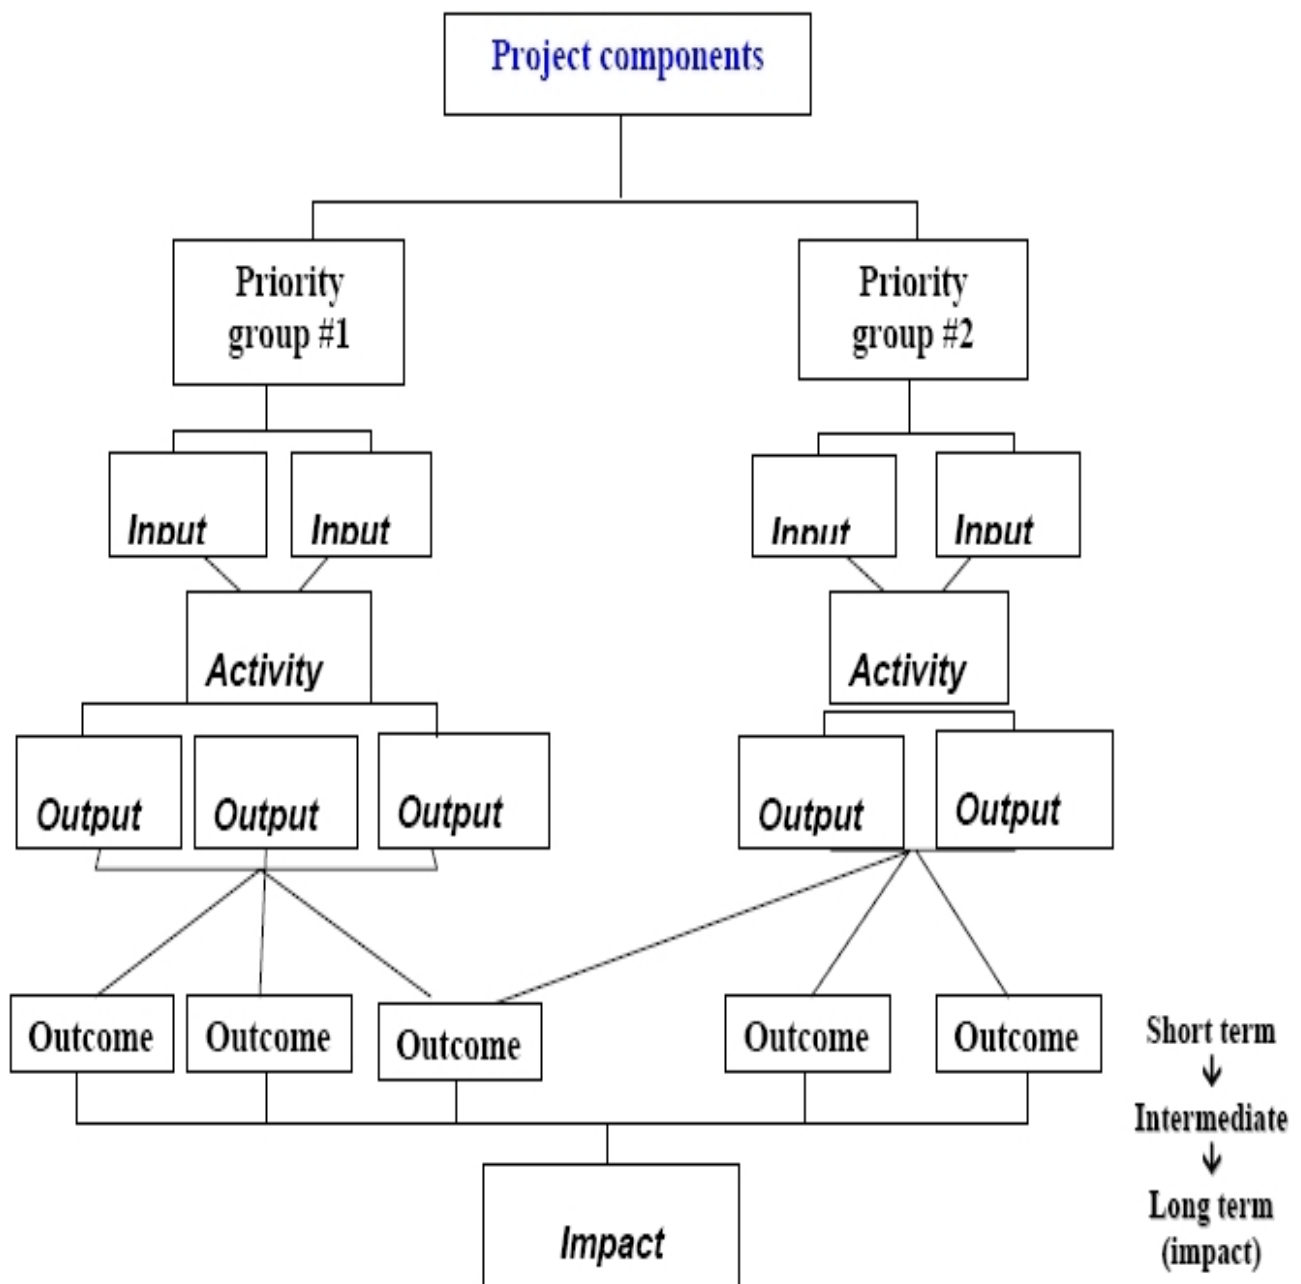 Project components
Priority
group #1
Priority
group #2
Input
Input
Input
Input
Activity
Activity
Output
Output
Output
Output
Output
Outcome
Outcome
Outcome
Outcome
Outcome
Short term
↓
Intermediate
↓
Long term
(impact)
Impact